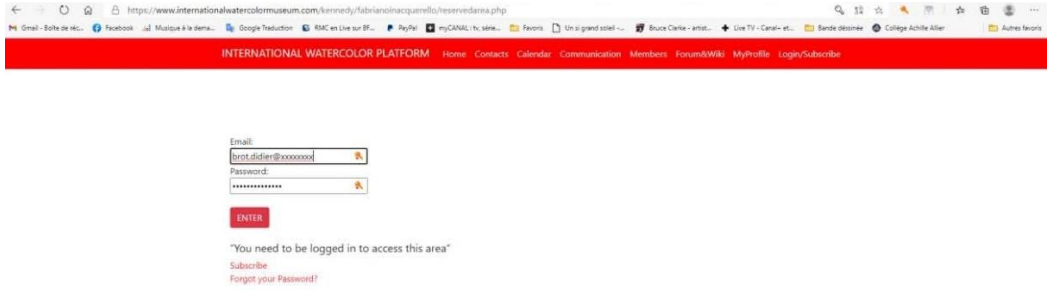 https://www.internationalwatercolormuseum.com/kennedy/fabrianoinacquerello/reservedarea.php
Gmail - Boîte de réc... Facebook Musique à la dema... Google Traduction RMC en Live sur BF... PayPal myCANAL : tv, série... Favoris Un si grand soleil -... Bruce Clarke - artist... Live TV - Canal+ et... Bande dessinée Collège Achille Allier Autres favoris
INTERNATIONAL WATERCOLOR PLATFORM Home Contacts Calendar Communication Members Forum&Wiki MyProfile Login/Subscribe
Email:
brot.didier@xxxxxxxx
Password:
••••••••••••••
ENTER
"You need to be logged in to access this area"
Subscribe
Forgot your Password?